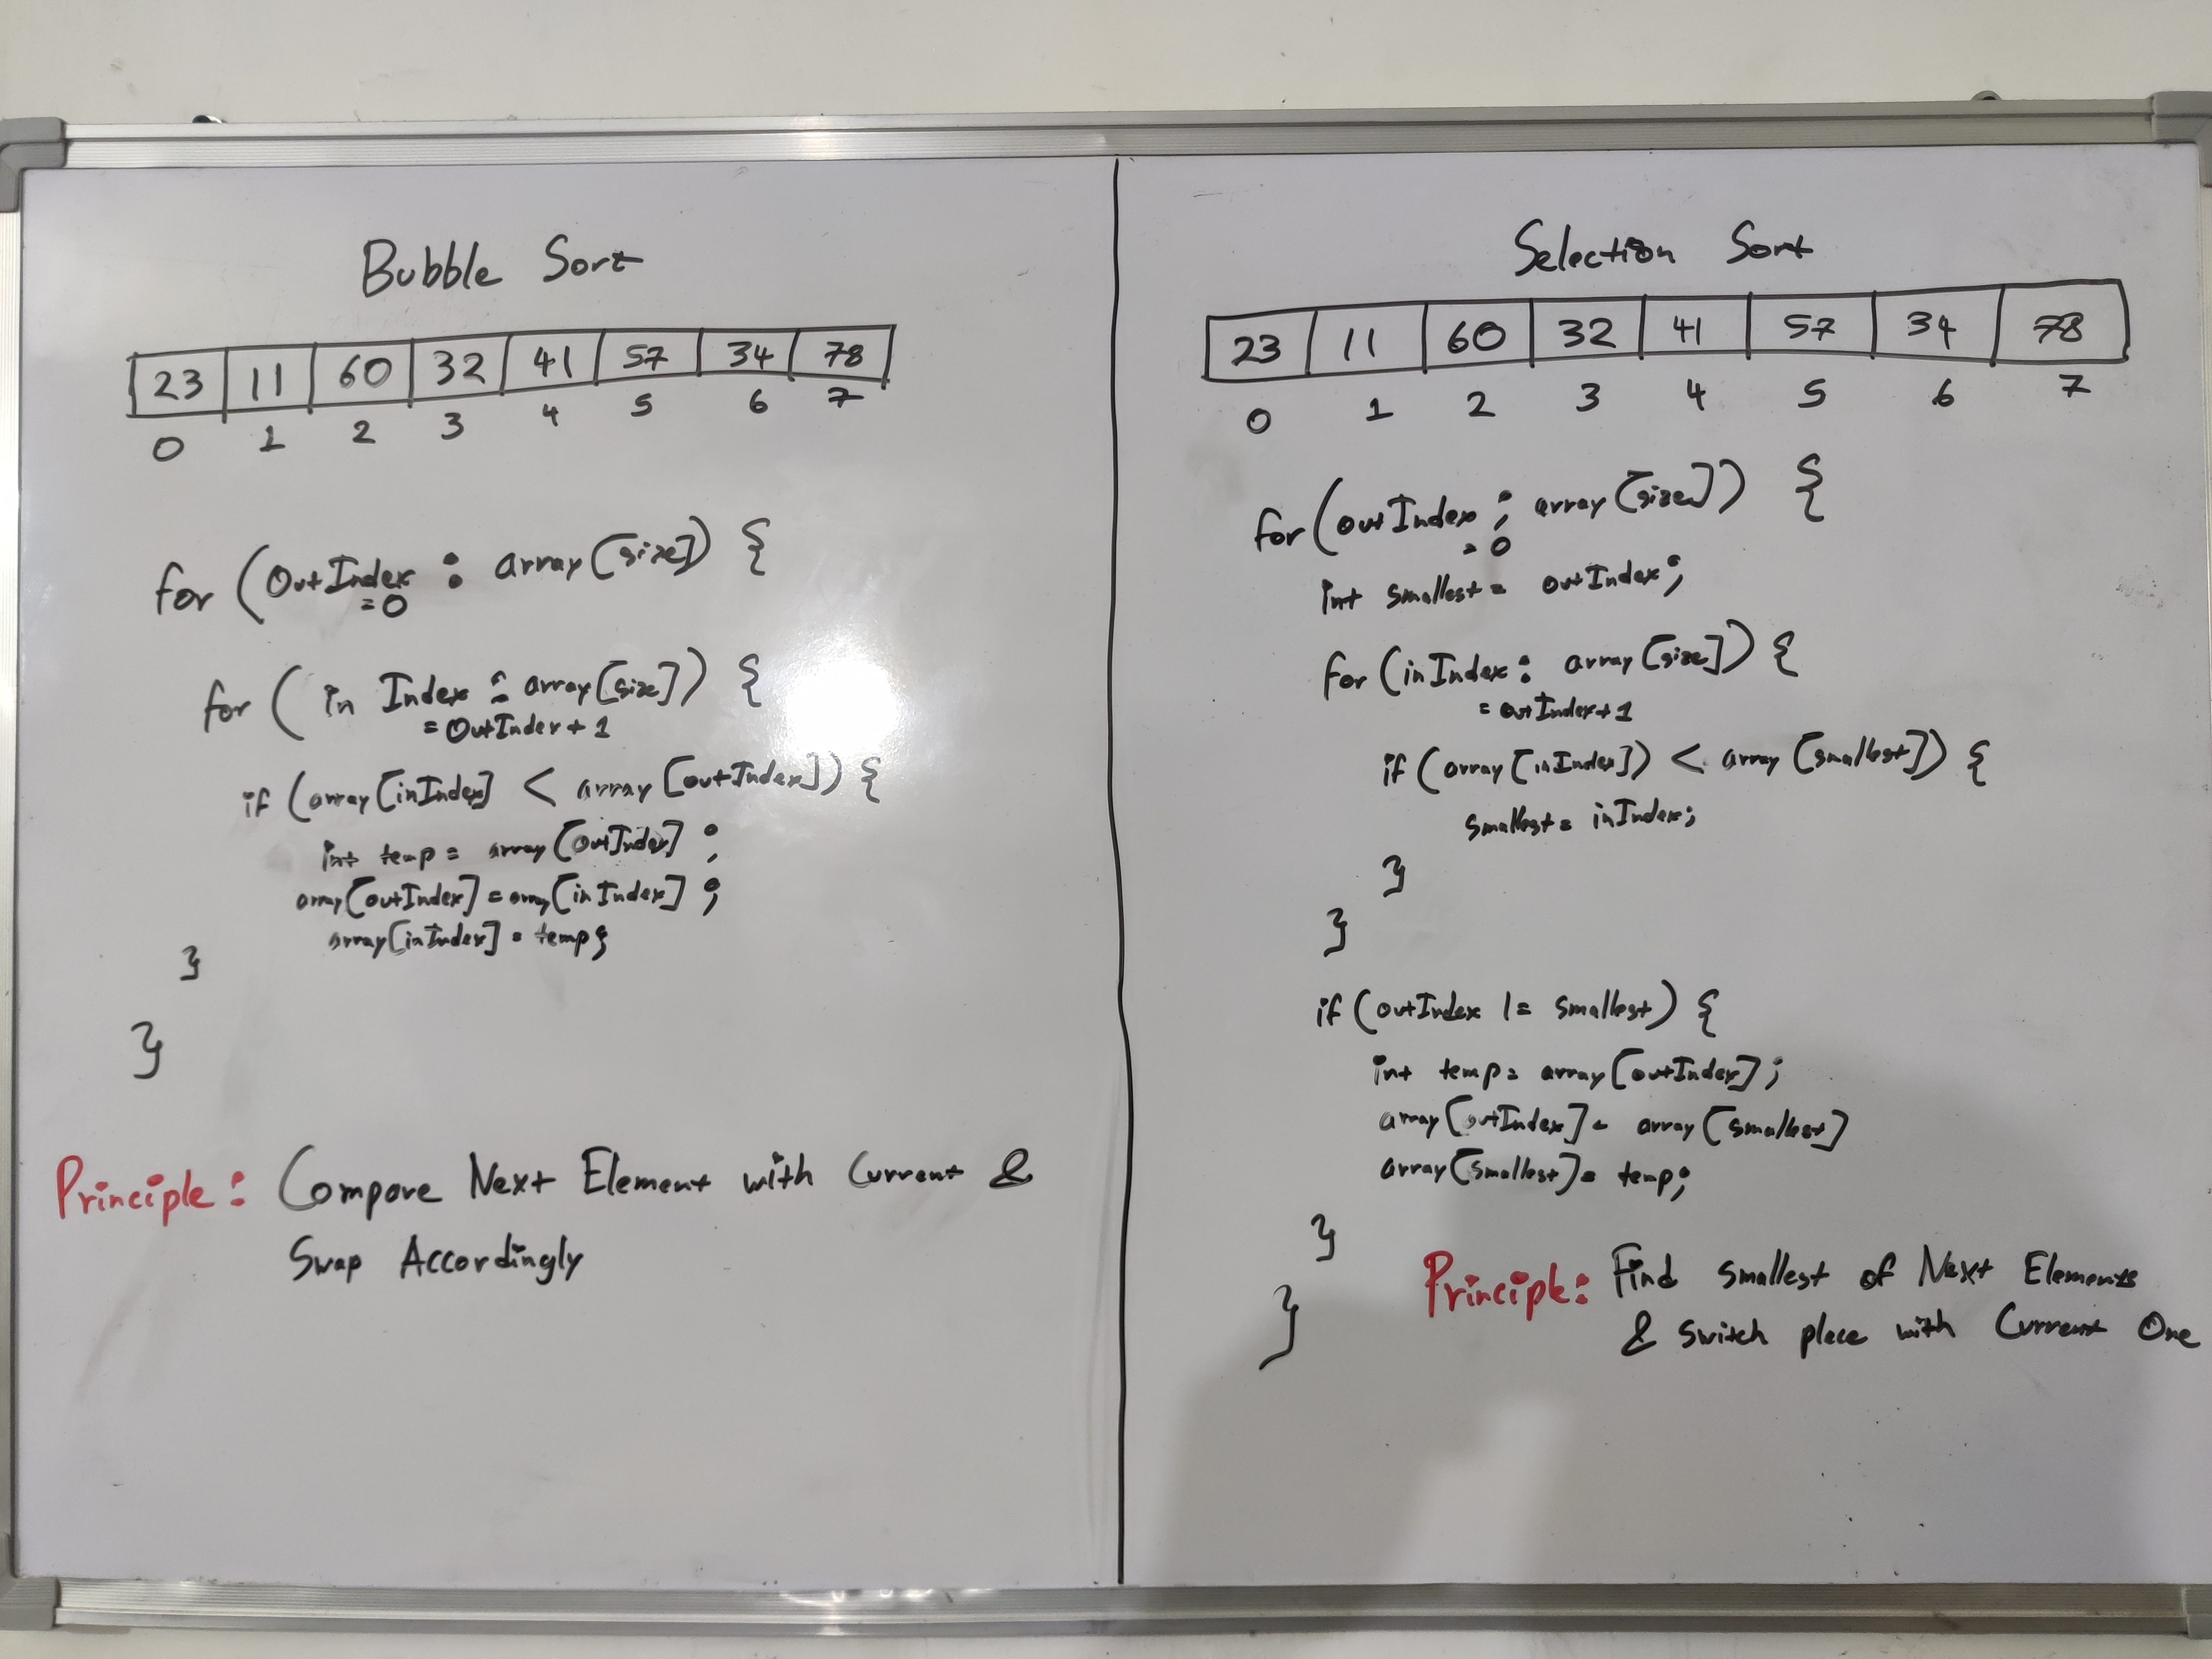 Bubble Sort
23 11 60 32 41 57 34 78
0 1 2 3 4 5 6 7
for (OutIndex : array[size]) {
=0
for ( in Index : array[size]) {
= OutIndex + 1
if (array[inIndex] < array[outIndex]) {
int temp = array[OutIndex] ;
array[outIndex] = array[inIndex] ;
array[inIndex] = temp;
}
}
Principle: Compare Next Element with Current &
Swap Accordingly
Selection Sort
23 11 60 32 41 57 34 78
0 1 2 3 4 5 6 7
for (outIndex ; array[size]) {
= 0
int smallest = outIndex;
for (inIndex : array[size]) {
= outIndex+1
if (array[inIndex]) < array[smallest]) {
smallest = inIndex;
}
}
if (outIndex != smallest) {
int temp = array[outIndex];
array[outIndex] = array[smallest]
array[smallest] = temp;
}
}
Principle: Find smallest of Next Elements
& switch place with Current One